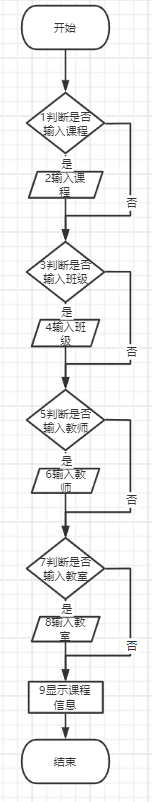 开始
1判断是否
输入课程
是
2输入课
程
否
3判断是否
输入班级
是
4输入班
级
否
5判断是否
输入教师
是
6输入教
师
否
7判断是否
输入教室
是
8输入教
室
否
9显示课程
信息
结束